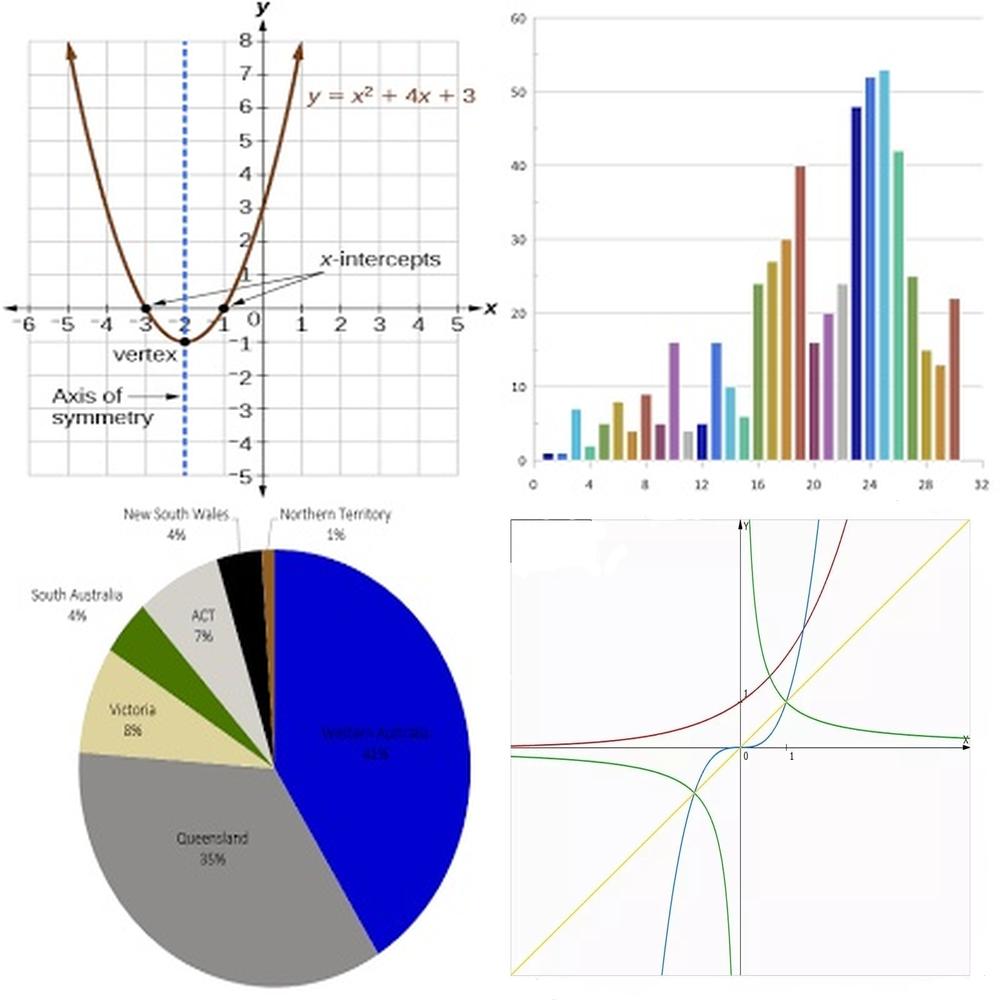 y
8
7
6
5
4
3
2
1
y = x² + 4x + 3
x-intercepts
-6 -5 -4 -3 -2 -1 0 1 2 3 4 5 x
vertex
-1
-2
-3
-4
-5
Axis of
symmetry
60
50
40
30
20
10
0
0 4 8 12 16 20 24 28 32
New South Wales
4%
Northern Territory
1%
South Australia
4%
ACT
7%
Victoria
8%
Western Australia
41%
Queensland
35%
Y
1
X
0 1